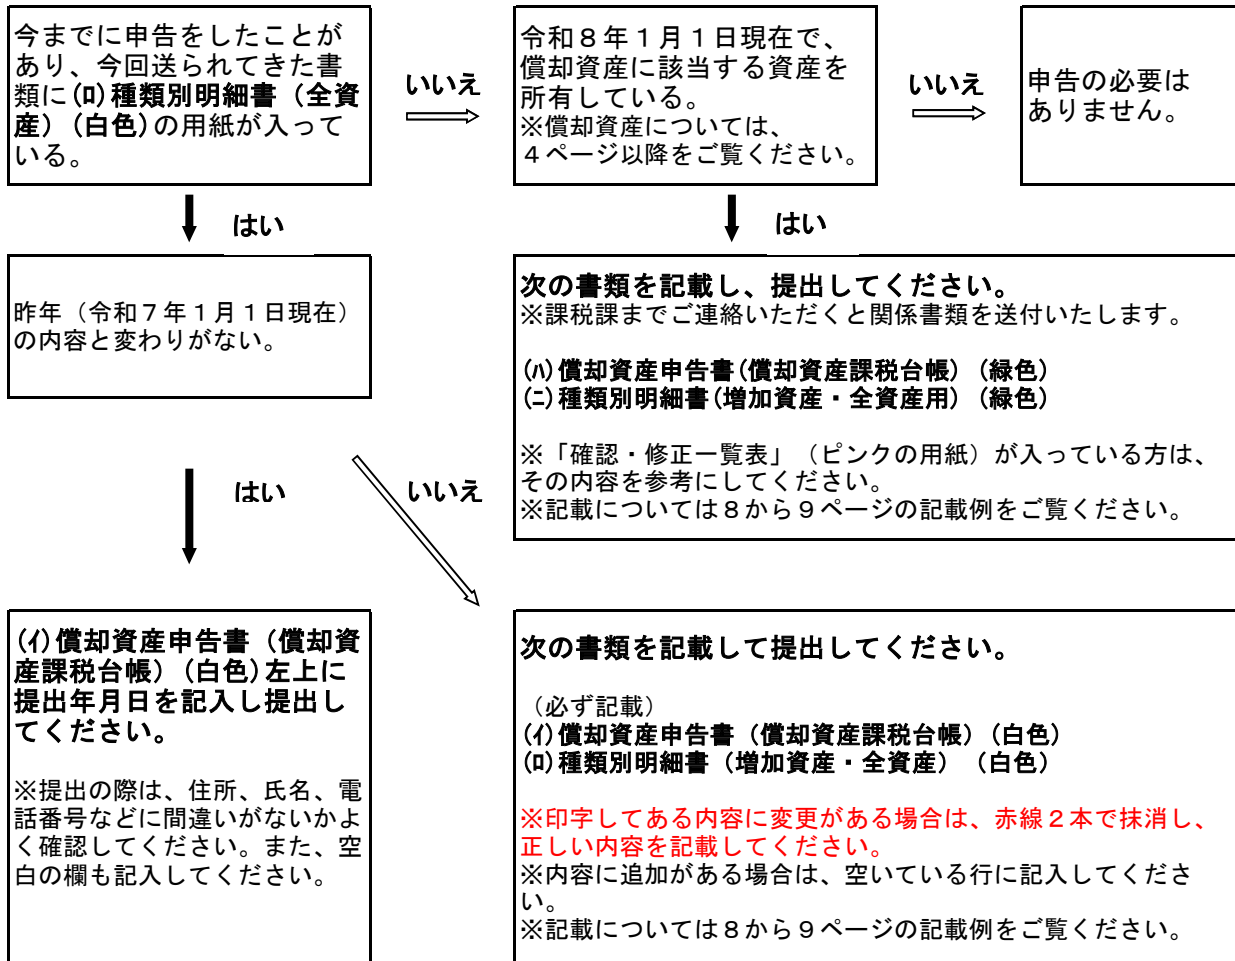 今までに申告をしたことが
あり、今回送られてきた書
類に(ﾛ)種類別明細書（全資
産）(白色)の用紙が入って
いる。
いいえ
令和８年１月１日現在で、
償却資産に該当する資産を
所有している。
※償却資産については、
４ページ以降をご覧ください。
いいえ
申告の必要は
ありません。
はい
はい
昨年（令和７年１月１日現在）
の内容と変わりがない。
次の書類を記載し、提出してください。
※課税課までご連絡いただくと関係書類を送付いたします。
(ﾊ)償却資産申告書(償却資産課税台帳)（緑色）
(ﾆ)種類別明細書(増加資産・全資産用)（緑色）
※「確認・修正一覧表」（ピンクの用紙）が入っている方は、
その内容を参考にしてください。
※記載については８から９ページの記載例をご覧ください。
はい
いいえ
(ｲ)償却資産申告書（償却資
産課税台帳）(白色)左上に
提出年月日を記入し提出し
てください。
※提出の際は、住所、氏名、電
話番号などに間違いがないかよ
く確認してください。また、空
白の欄も記入してください。
次の書類を記載して提出してください。
（必ず記載）
(ｲ)償却資産申告書（償却資産課税台帳）(白色)
(ﾛ)種類別明細書（増加資産・全資産）（白色）
※印字してある内容に変更がある場合は、赤線２本で抹消し、
正しい内容を記載してください。
※内容に追加がある場合は、空いている行に記入してくださ
い。
※記載については８から９ページの記載例をご覧ください。